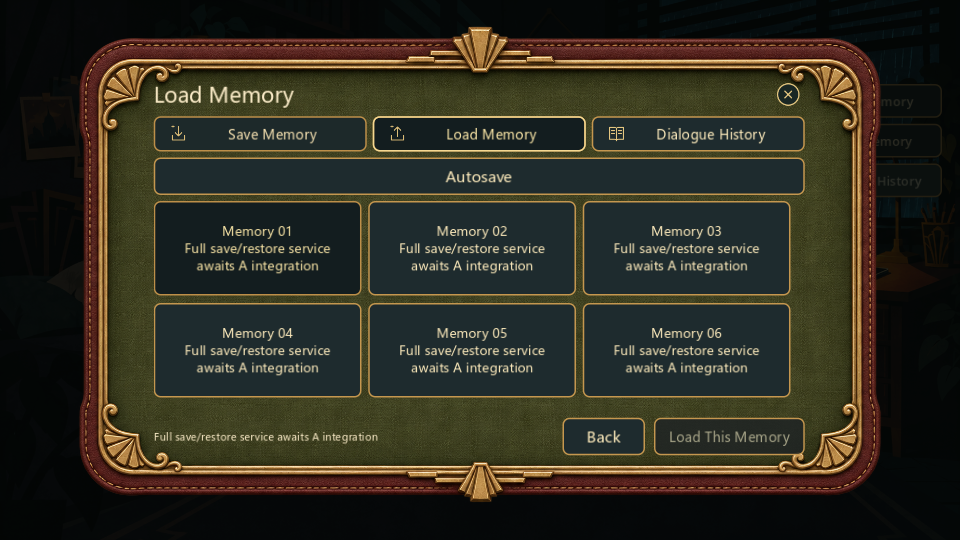 Load Memory
Save Memory
Load Memory
Dialogue History
Autosave
Memory 01
Full save/restore service
awaits A integration
Memory 02
Full save/restore service
awaits A integration
Memory 03
Full save/restore service
awaits A integration
Memory 04
Full save/restore service
awaits A integration
Memory 05
Full save/restore service
awaits A integration
Memory 06
Full save/restore service
awaits A integration
Full save/restore service awaits A integration
Back
Load This Memory
History